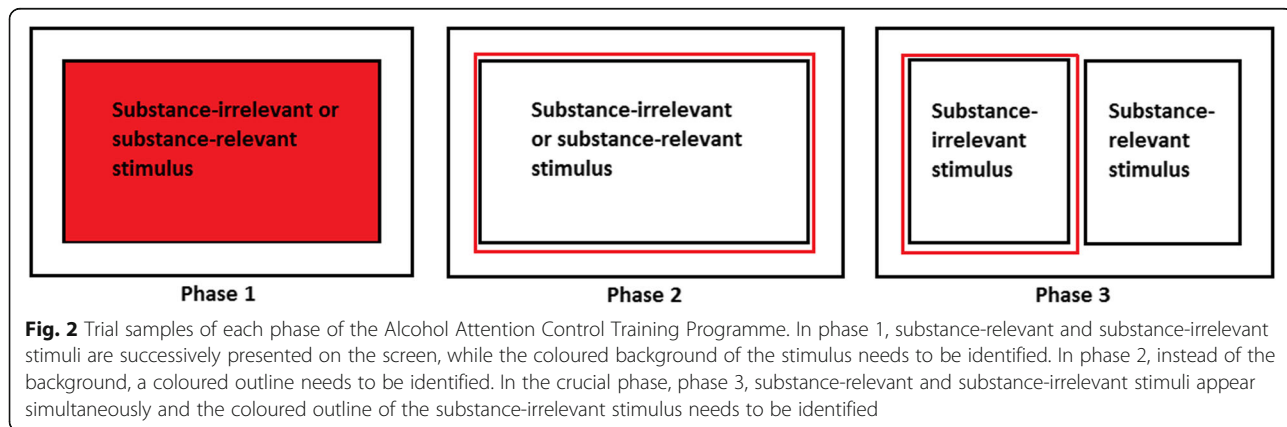 Substance-irrelevant or
substance-relevant
stimulus
Substance-irrelevant
or substance-relevant
stimulus
Substance-
irrelevant
stimulus
Substance-
relevant
stimulus
Phase 1
Phase 2
Phase 3
Fig. 2 Trial samples of each phase of the Alcohol Attention Control Training Programme. In phase 1, substance-relevant and substance-irrelevant
stimuli are successively presented on the screen, while the coloured background of the stimulus needs to be identified. In phase 2, instead of the
background, a coloured outline needs to be identified. In the crucial phase, phase 3, substance-relevant and substance-irrelevant stimuli appear
simultaneously and the coloured outline of the substance-irrelevant stimulus needs to be identified